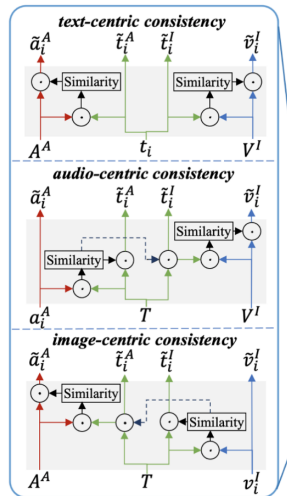 text-centric consistency
ã_i^A t̃_i^A t̃_i^I ṽ_i^I
Similarity Similarity
A^A t_i V^I
audio-centric consistency
ã_i^A t̃_i^A t̃_i^I ṽ_i^I
Similarity
Similarity
a_i^A T V^I
image-centric consistency
ã_i^A t̃_i^A t̃_i^I ṽ_i^I
Similarity
Similarity
A^A T v_i^I